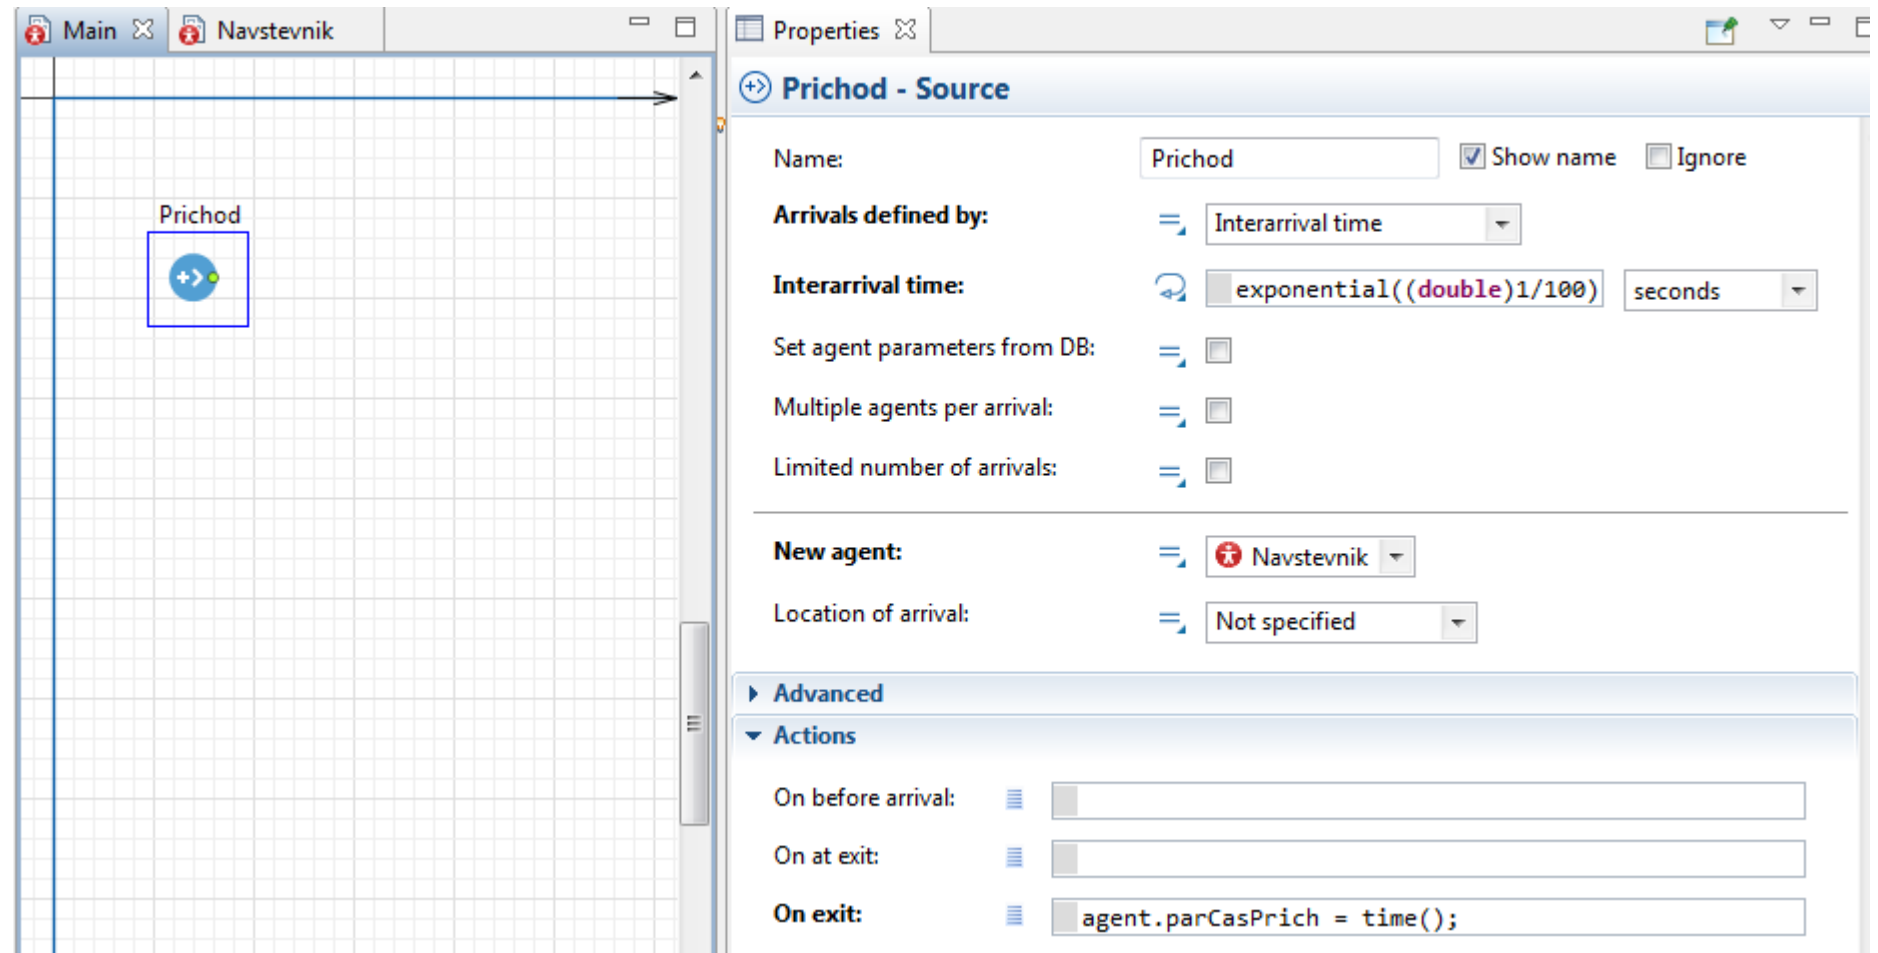 Main
Navstevnik
Prichod
Properties
Prichod - Source
Name:
Prichod
Show name
Ignore
Arrivals defined by:
Interarrival time
Interarrival time:
exponential((double)1/100)
seconds
Set agent parameters from DB:
Multiple agents per arrival:
Limited number of arrivals:
New agent:
Navstevnik
Location of arrival:
Not specified
Advanced
Actions
On before arrival:
On at exit:
On exit:
agent.parCasPrich = time();